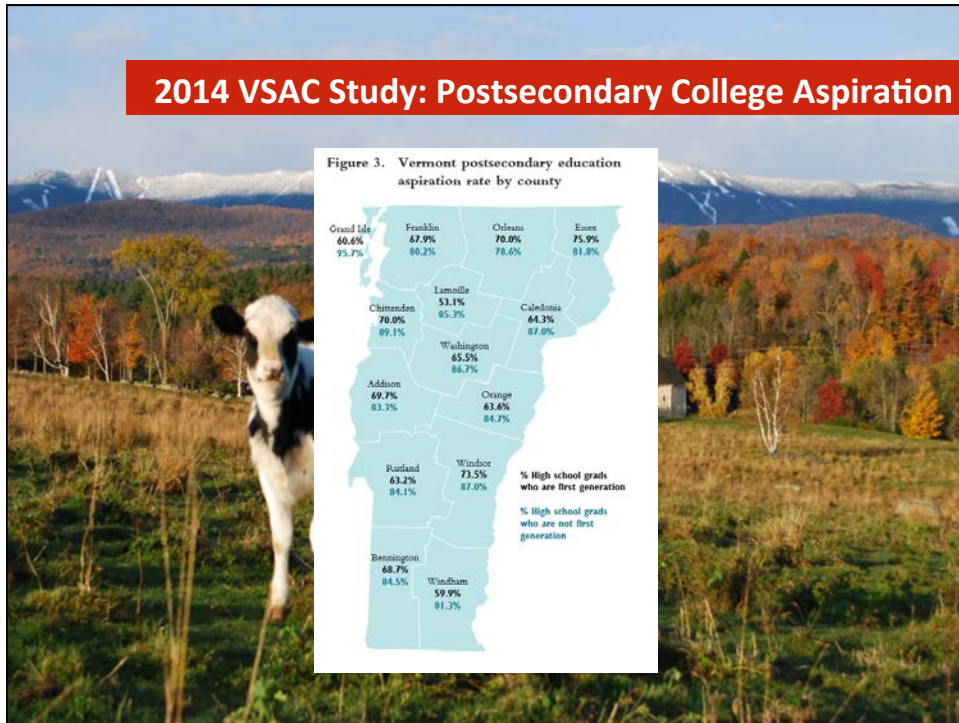 2014 VSAC Study: Postsecondary College Aspiration
Figure 3. Vermont postsecondary education
aspiration rate by county
Grand Isle
60.6%
95.7%
Franklin
67.9%
80.2%
Orleans
70.0%
78.6%
Essex
75.9%
81.8%
Lamoille
53.1%
85.3%
Chittenden
70.0%
89.1%
Caledonia
64.3%
87.0%
Washington
65.5%
86.7%
Addison
69.7%
83.3%
Orange
63.6%
84.7%
Rutland
63.2%
84.1%
Windsor
73.5%
87.0%
% High school grads
who are first generation
% High school grads
who are not first
generation
Bennington
68.7%
84.5%
Windham
59.9%
81.3%